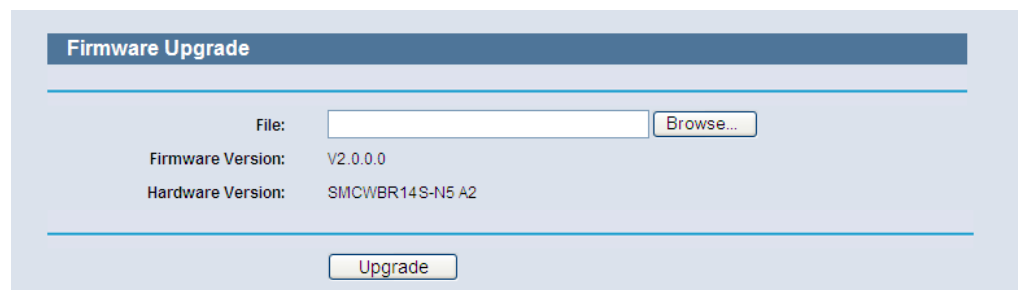 Firmware Upgrade
File: Browse...
Firmware Version: V2.0.0.0
Hardware Version: SMCWBR14S-N5 A2
Upgrade